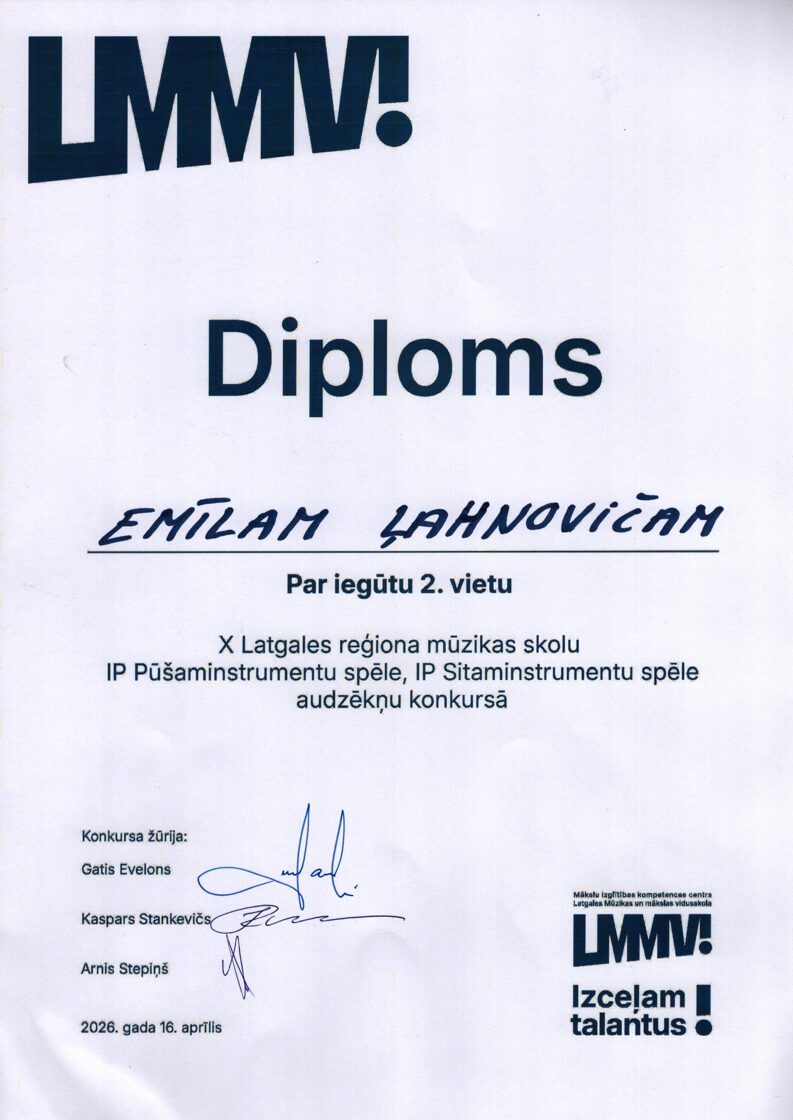 LMMV!
Diploms
EMĪLAM ĻAHNOVIČAM
Par iegūtu 2. vietu
X Latgales reģiona mūzikas skolu
IP Pūšaminstrumentu spēle, IP Sitaminstrumentu spēle
audzēkņu konkursā
Konkursa žūrija:
Gatis Evelons
Kaspars Stankevičs
Arnis Stepiņš
2026. gada 16. aprīlis
Mākslu izglītības kompetences centrs
Latgales Mūzikas un mākslas vidusskola
LMMV!
Izceļam
talantus!